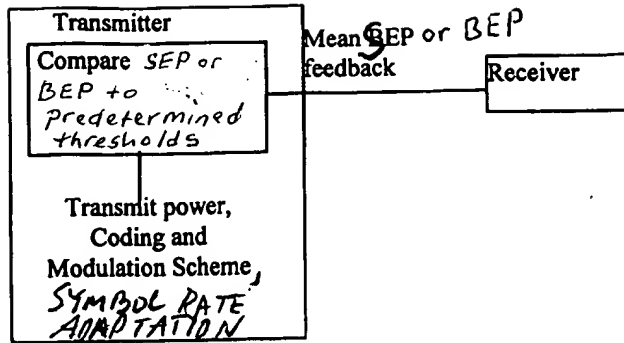 Transmitter
Compare SEP or
BEP to
predetermined
thresholds
Mean SEP or BEP
feedback
Receiver
Transmit power,
Coding and
Modulation Scheme,
SYMBOL RATE
ADAPTATION